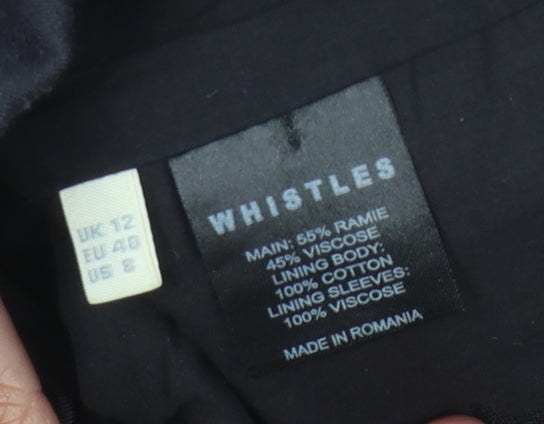 UK 12
EU 40
US 8
WHISTLES
MAIN: 55% RAMIE
45% VISCOSE
LINING BODY:
100% COTTON
LINING SLEEVES:
100% VISCOSE
MADE IN ROMANIA